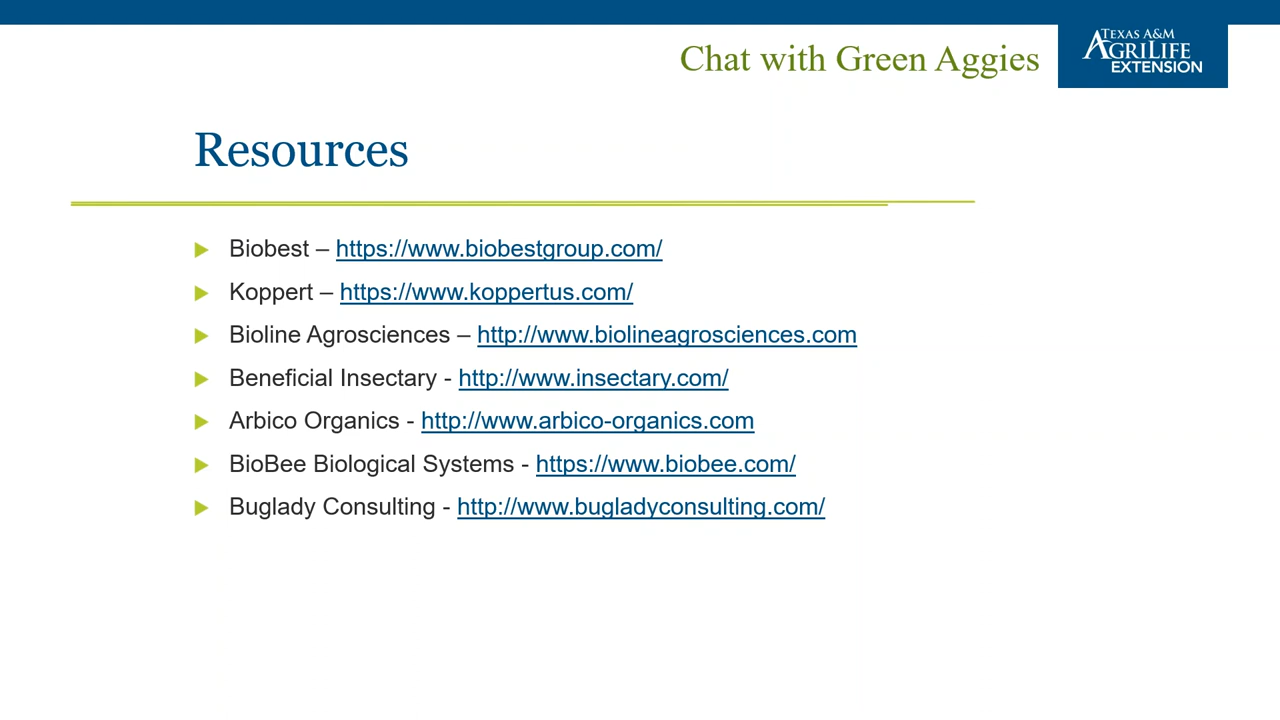 Chat with Green Aggies
TEXAS A&M
AGRILIFE
EXTENSION
Resources
Biobest – https://www.biobestgroup.com/
Koppert – https://www.koppertus.com/
Bioline Agrosciences – http://www.biolineagrosciences.com
Beneficial Insectary - http://www.insectary.com/
Arbico Organics - http://www.arbico-organics.com
BioBee Biological Systems - https://www.biobee.com/
Buglady Consulting - http://www.bugladyconsulting.com/